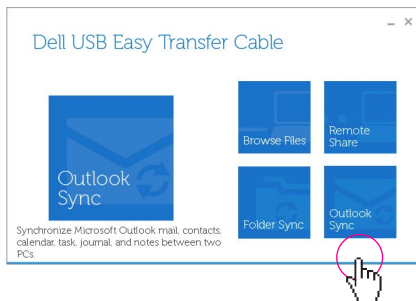 Dell USB Easy Transfer Cable
Outlook
Sync
Synchronize Microsoft Outlook mail, contacts,
calendar, task, journal, and notes between two
PCs.
Browse Files
Remote
Share
Folder Sync
Outlook
Sync